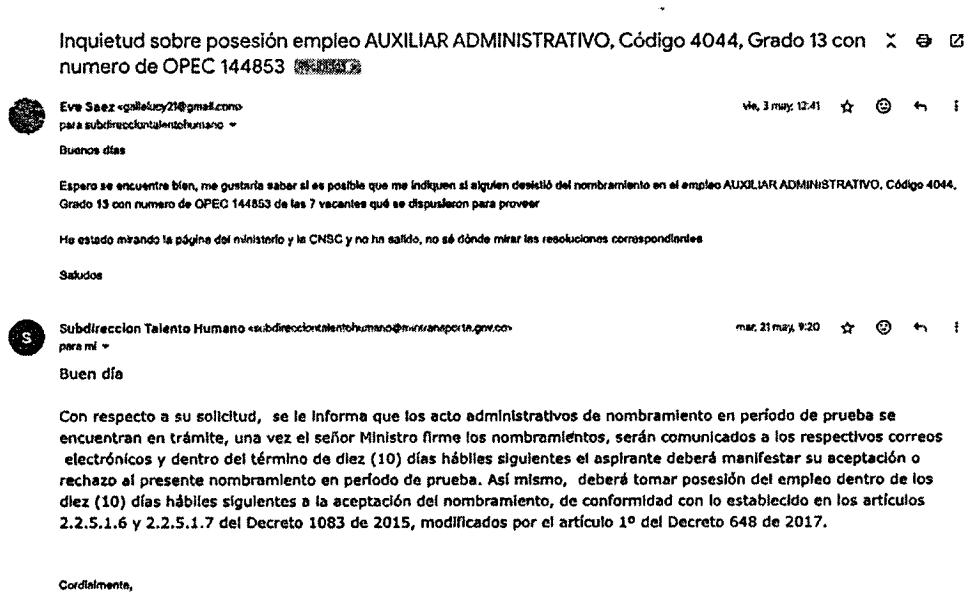 Inquietud sobre posesión empleo AUXILIAR ADMINISTRATIVO, Código 4044, Grado 13 con
numero de OPEC 144853
Eve Saez <gallelucy21@gmail.com>
vie, 3 may, 12:41
para subdirecciontalentohumano
Buenos días
Espero se encuentre bien, me gustaría saber si es posible que me indiquen si alguien desistió del nombramiento en el empleo AUXILIAR ADMINISTRATIVO, Código 4044,
Grado 13 con numero de OPEC 144853 de las 7 vacantes qué se dispusieron para proveer
He estado mirando la página del ministerio y la CNSC y no ha salido, no sé dónde mirar las resoluciones correspondientes
Saludos
S
Subdireccion Talento Humano <subdirecciontalentohumano@mintransporte.gov.co>
mar, 21 may, 9:20
para mí
Buen día
Con respecto a su solicitud, se le informa que los acto administrativos de nombramiento en período de prueba se
encuentran en trámite, una vez el señor Ministro firme los nombramientos, serán comunicados a los respectivos correos
electrónicos y dentro del término de diez (10) días hábiles siguientes el aspirante deberá manifestar su aceptación o
rechazo al presente nombramiento en período de prueba. Así mismo, deberá tomar posesión del empleo dentro de los
diez (10) días hábiles siguientes a la aceptación del nombramiento, de conformidad con lo establecido en los artículos
2.2.5.1.6 y 2.2.5.1.7 del Decreto 1083 de 2015, modificados por el artículo 1º del Decreto 648 de 2017.
Cordialmente,